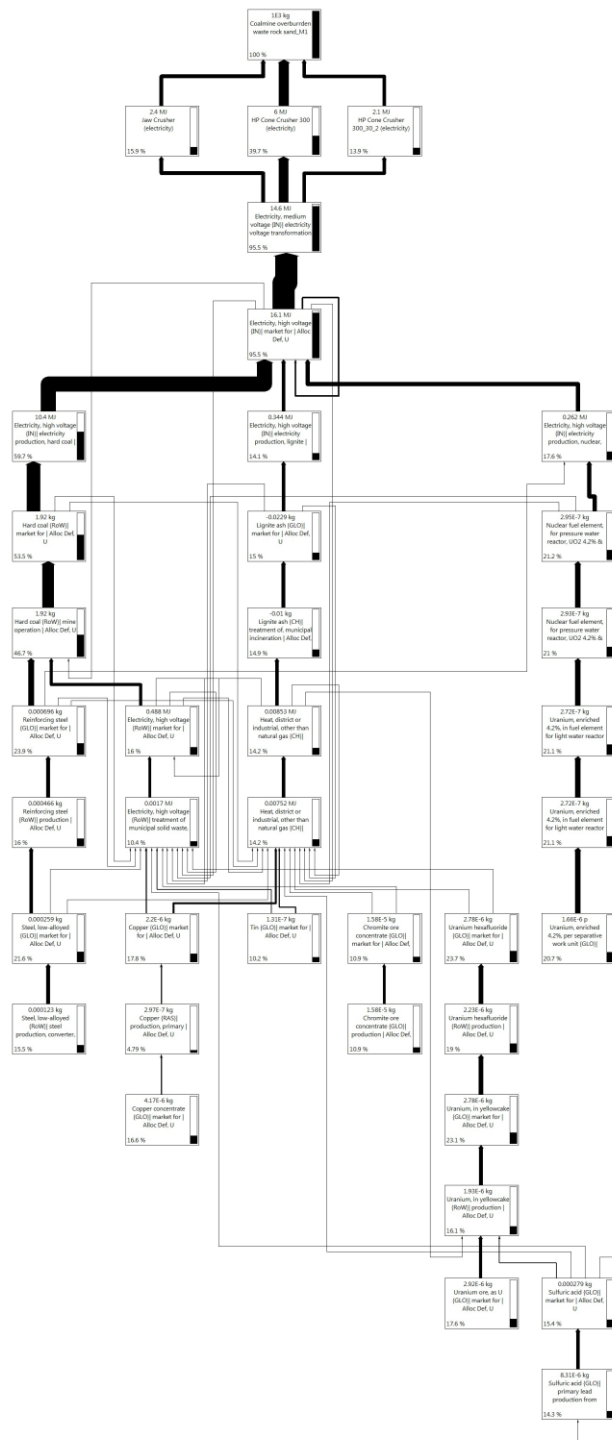 1E3 kg
Coalmine overburrden
waste rock sand_M1
100 %
2.4 MJ
Jaw Crusher
(electricity)
15.9 %
6 MJ
HP Cone Crusher 300
(electricity)
39.7 %
2.1 MJ
HP Cone Crusher
300_30_2 (electricity)
13.9 %
14.6 MJ
Electricity, medium
voltage {IN}| electricity
voltage transformation
95.5 %
16.1 MJ
Electricity, high voltage
{IN}| market for | Alloc
Def, U
95.5 %
10.4 MJ
Electricity, high voltage
{IN}| electricity
production, hard coal |
59.7 %
0.344 MJ
Electricity, high voltage
{IN}| electricity
production, lignite |
14.1 %
0.262 MJ
Electricity, high voltage
{IN}| electricity
production, nuclear,
17.6 %
1.92 kg
Hard coal {RoW}|
market for | Alloc Def,
U
53.5 %
-0.0229 kg
Lignite ash {GLO}|
market for | Alloc Def,
U
15 %
2.95E-7 kg
Nuclear fuel element,
for pressure water
reactor, UO2 4.2% &
21.2 %
1.92 kg
Hard coal {RoW}| mine
operation | Alloc Def, U
46.7 %
-0.01 kg
Lignite ash {CH}|
treatment of, municipal
incineration | Alloc Def,
14.9 %
2.93E-7 kg
Nuclear fuel element,
for pressure water
reactor, UO2 4.2% &
21 %
0.000696 kg
Reinforcing steel
{GLO}| market for |
Alloc Def, U
23.9 %
0.488 MJ
Electricity, high voltage
{RoW}| market for |
Alloc Def, U
16 %
0.00853 MJ
Heat, district or
industrial, other than
natural gas {CH}|
14.2 %
2.72E-7 kg
Uranium, enriched
4.2%, in fuel element
for light water reactor
21.1 %
0.000466 kg
Reinforcing steel
{RoW}| production |
Alloc Def, U
16 %
0.0017 MJ
Electricity, high voltage
{RoW}| treatment of
municipal solid waste,
10.4 %
0.00752 MJ
Heat, district or
industrial, other than
natural gas {CH}|
14.2 %
2.72E-7 kg
Uranium, enriched
4.2%, in fuel element
for light water reactor
21.1 %
0.000259 kg
Steel, low-alloyed
{GLO}| market for |
Alloc Def, U
21.6 %
2.2E-6 kg
Copper {GLO}| market
for | Alloc Def, U
17.8 %
1.31E-7 kg
Tin {GLO}| market for |
Alloc Def, U
10.2 %
1.58E-5 kg
Chromite ore
concentrate {GLO}|
market for | Alloc Def,
10.9 %
2.78E-6 kg
Uranium hexafluoride
{GLO}| market for |
Alloc Def, U
23.7 %
1.66E-6 p
Uranium, enriched
4.2%, per separative
work unit {GLO}|
20.7 %
0.000123 kg
Steel, low-alloyed
{RoW}| steel
production, converter,
15.5 %
2.97E-7 kg
Copper {RAS}|
production, primary |
Alloc Def, U
4.79 %
1.58E-5 kg
Chromite ore
concentrate {GLO}|
production | Alloc Def,
10.9 %
2.23E-6 kg
Uranium hexafluoride
{RoW}| production |
Alloc Def, U
19 %
4.17E-6 kg
Copper concentrate
{GLO}| market for |
Alloc Def, U
16.6 %
2.78E-6 kg
Uranium, in yellowcake
{GLO}| market for |
Alloc Def, U
23.1 %
1.93E-6 kg
Uranium, in yellowcake
{RoW}| production |
Alloc Def, U
16.1 %
2.82E-6 kg
Uranium ore, as U
{GLO}| market for |
Alloc Def, U
17.6 %
0.000279 kg
Sulfuric acid {GLO}|
market for | Alloc Def,
U
15.4 %
8.31E-6 kg
Sulfuric acid {GLO}|
primary lead
production from
14.3 %